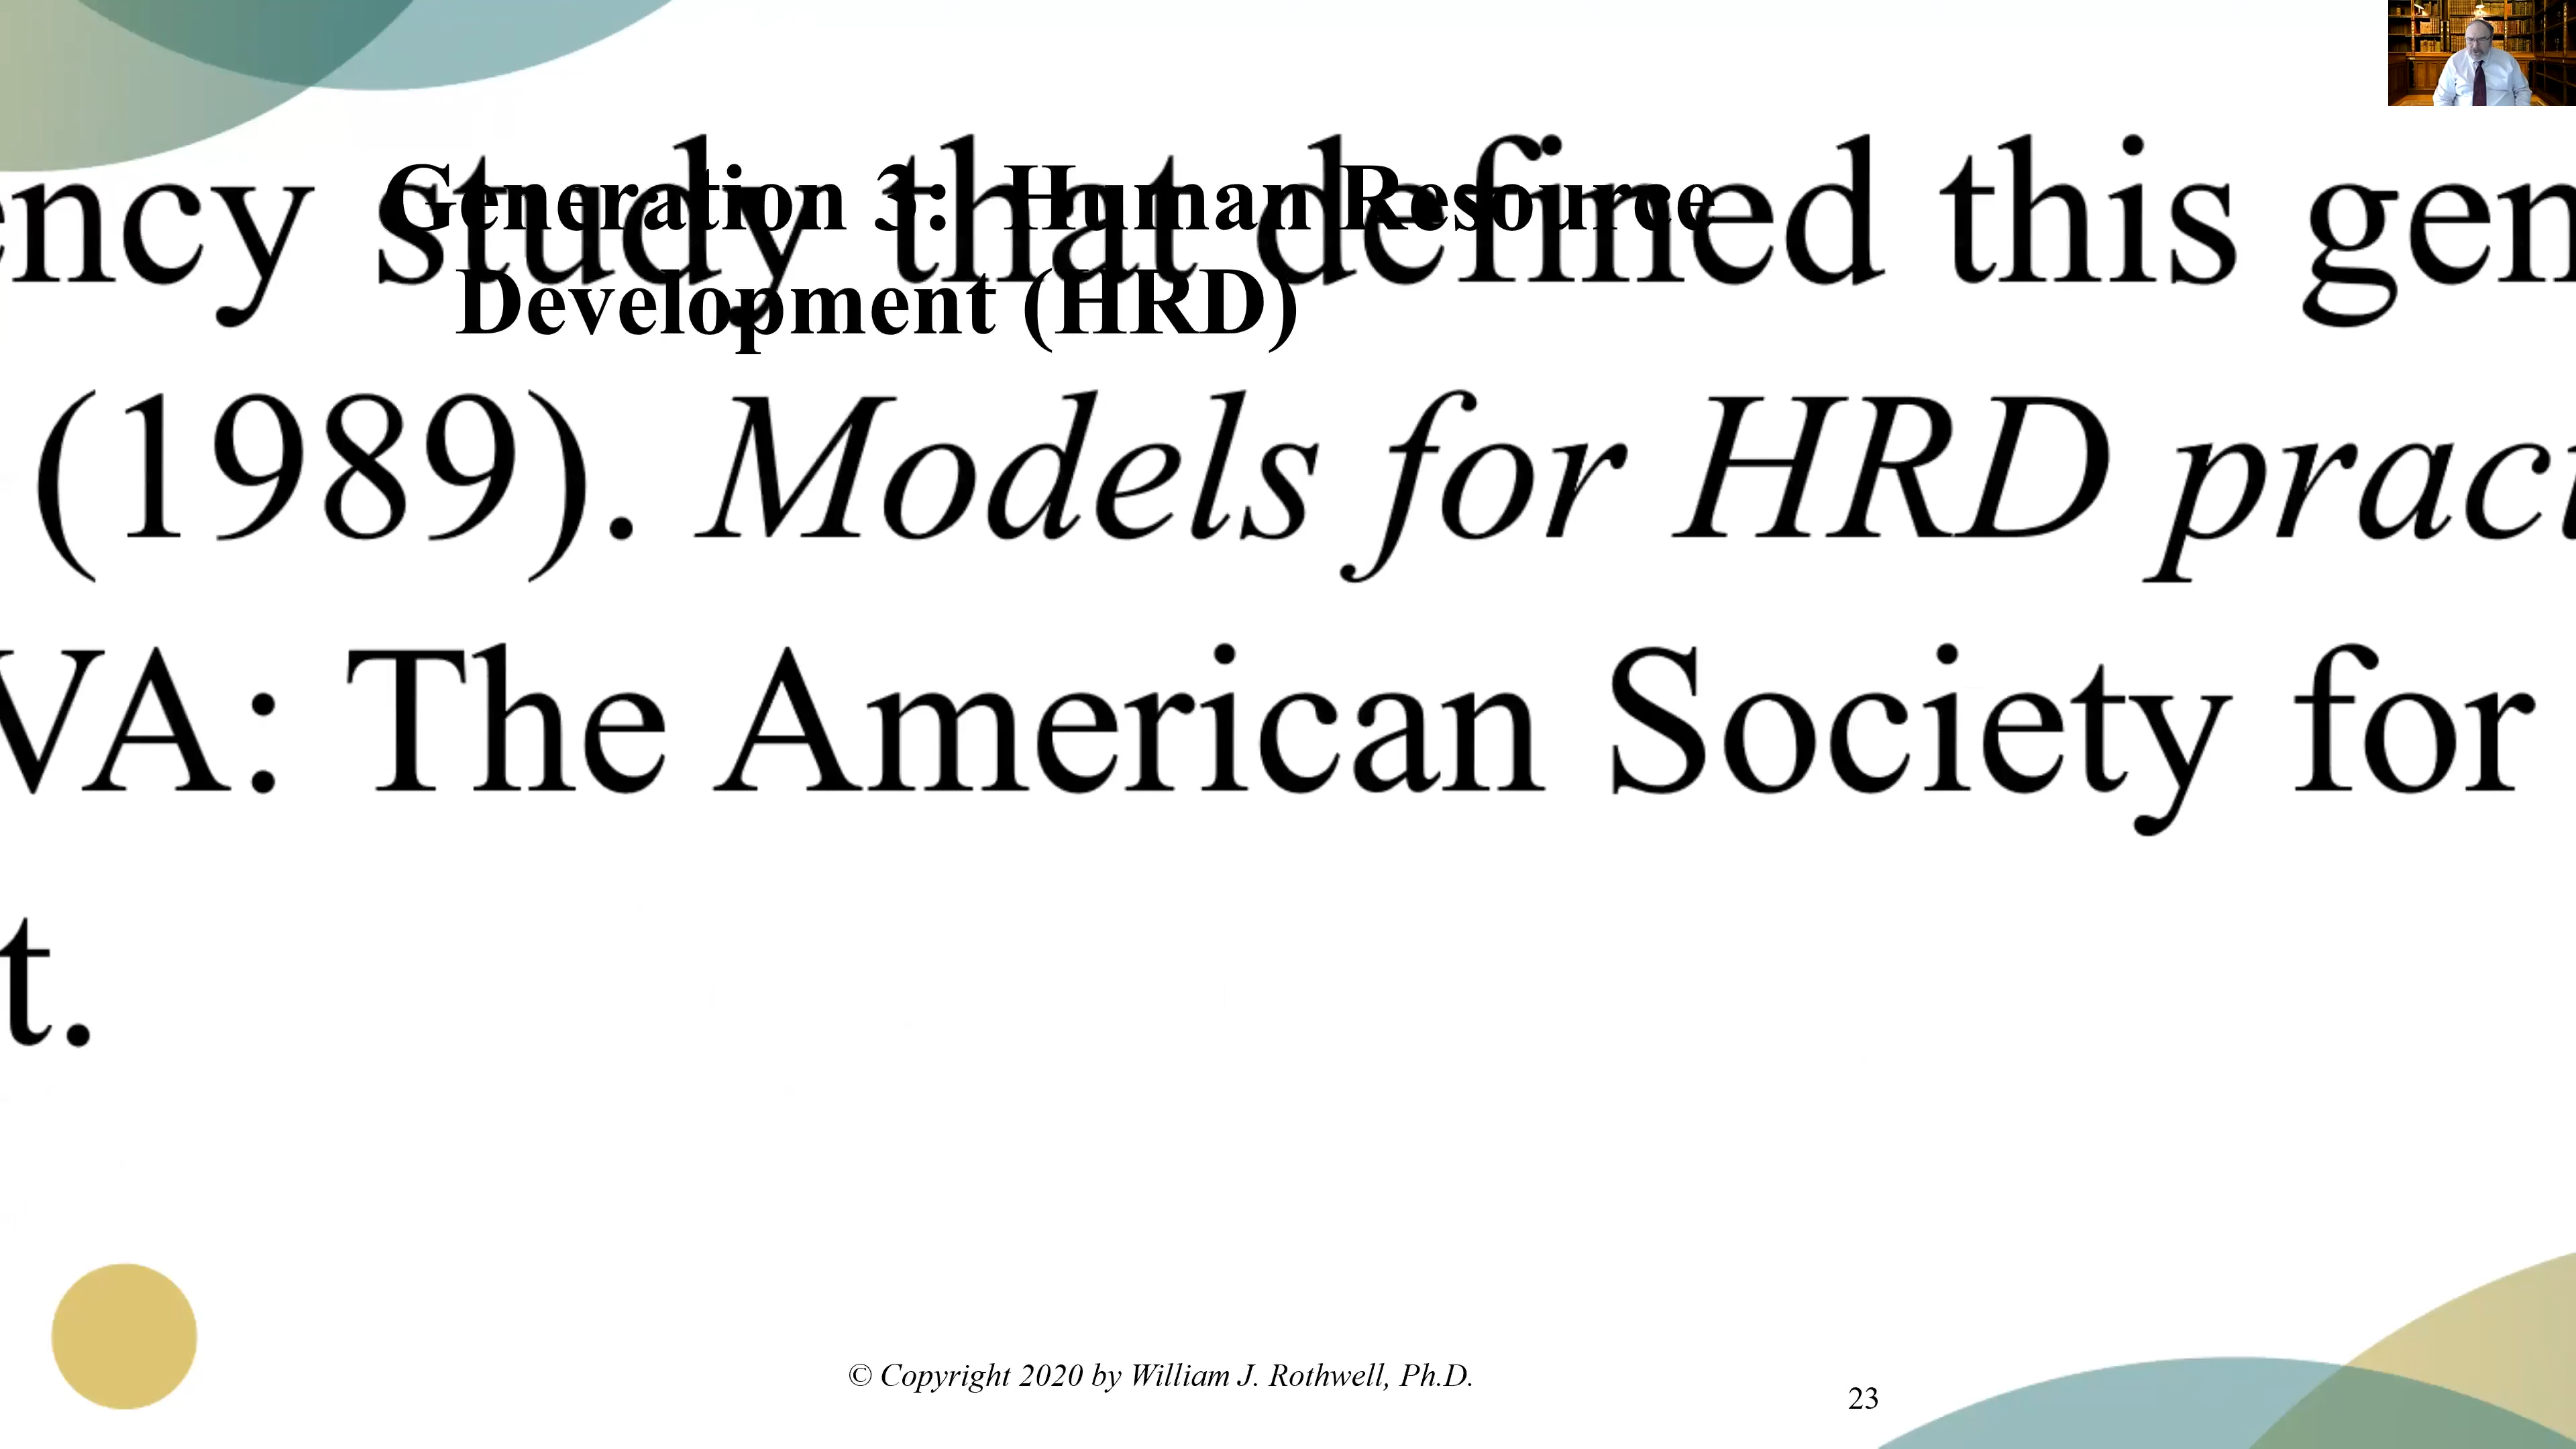 Generation 3: Human Resource
Development (HRD)
ency study that defined this gen
(1989). Models for HRD pract
VA: The American Society for
t.
© Copyright 2020 by William J. Rothwell, Ph.D.
23